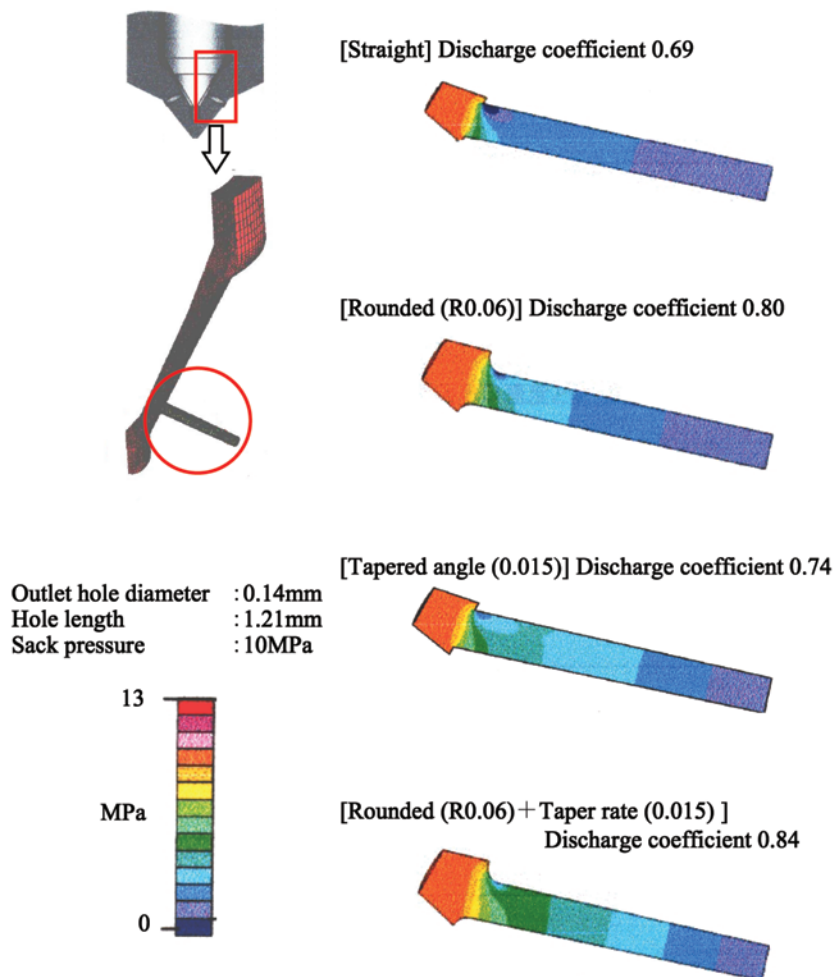 [Straight] Discharge coefficient 0.69
[Rounded (R0.06)] Discharge coefficient 0.80
[Tapered angle (0.015)] Discharge coefficient 0.74
Outlet hole diameter : 0.14mm
Hole length : 1.21mm
Sack pressure : 10MPa
13
MPa
0
[Rounded (R0.06)+Taper rate (0.015) ]
Discharge coefficient 0.84